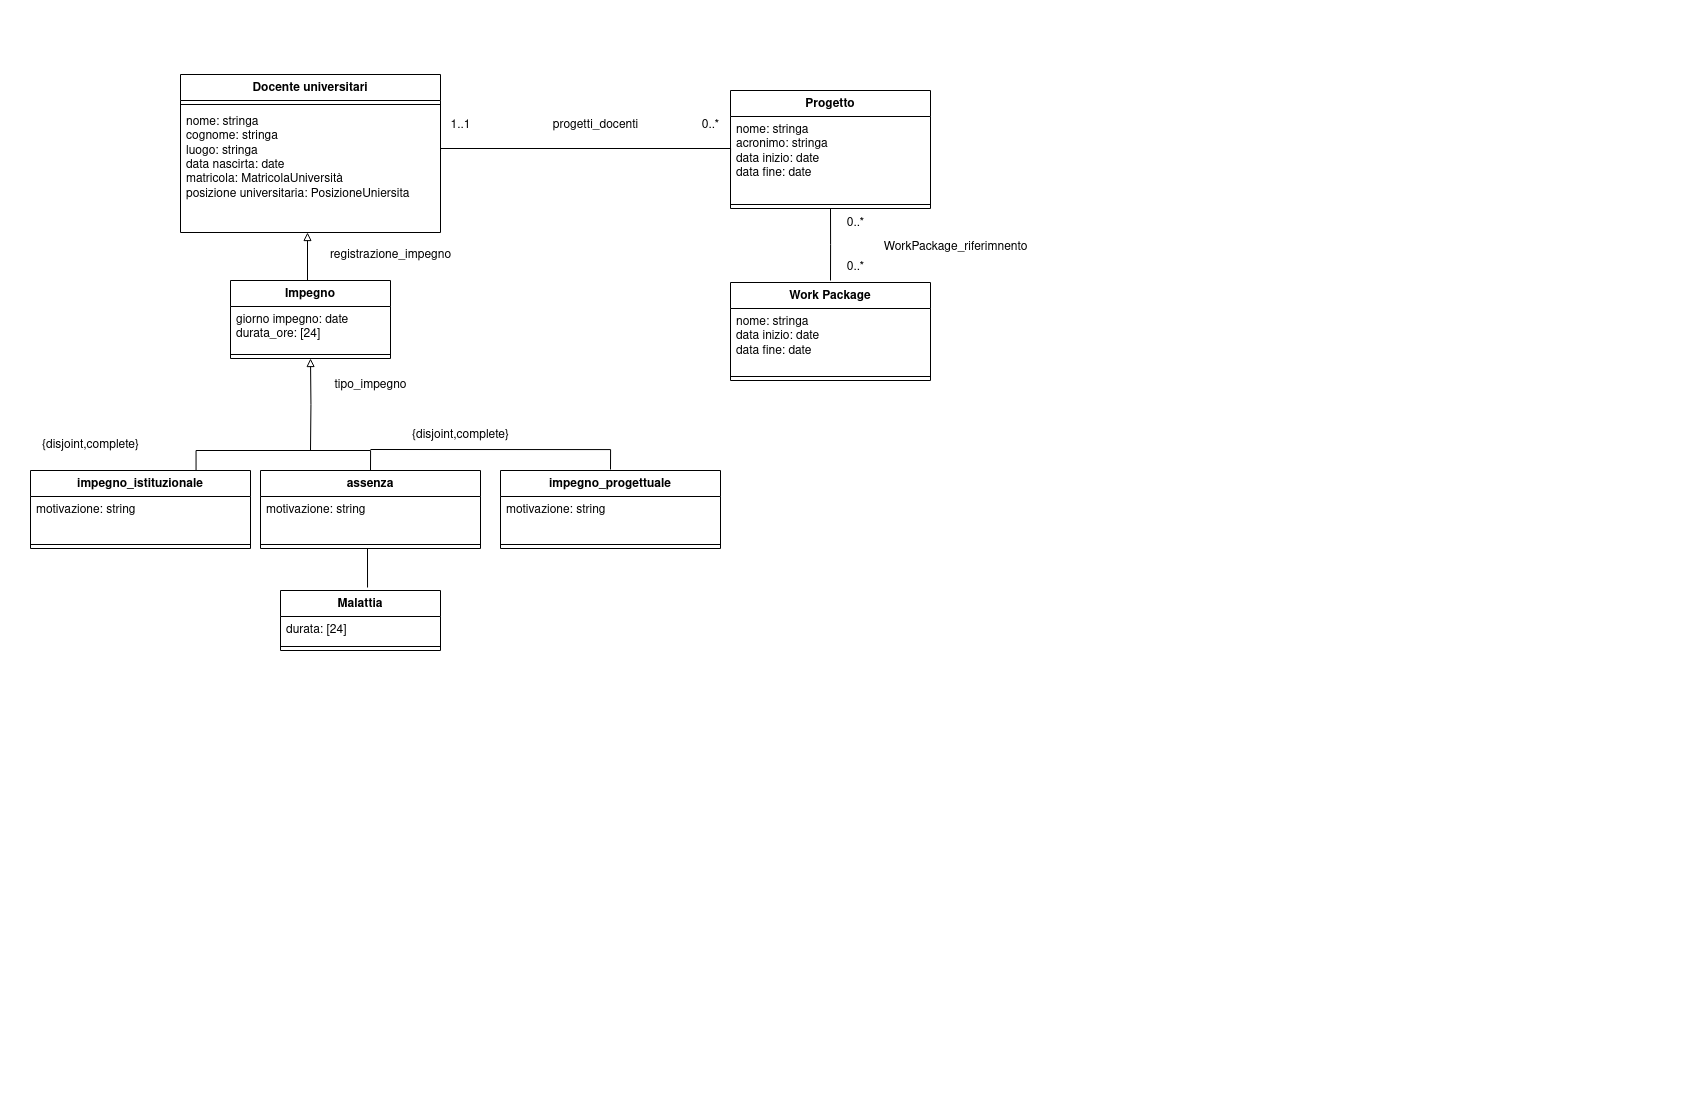 Docente universitari
nome: stringa
cognome: stringa
luogo: stringa
data nascirta: date
matricola: MatricolaUniversità
posizione universitaria: PosizioneUniersita
1..1
progetti_docenti
0..*
Progetto
nome: stringa
acronimo: stringa
data inizio: date
data fine: date
0..*
WorkPackage_riferimnento
0..*
registrazione_impegno
Impegno
giorno impegno: date
durata_ore: [24]
Work Package
nome: stringa
data inizio: date
data fine: date
tipo_impegno
{disjoint,complete}
{disjoint,complete}
impegno_istituzionale
motivazione: string
assenza
motivazione: string
impegno_progettuale
motivazione: string
Malattia
durata: [24]